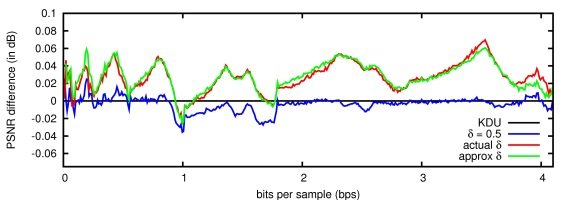 0.1
0.08
0.06
0.04
0.02
0
-0.02
-0.04
-0.06
PSNR difference (in dB)
KDU
δ = 0.5
actual δ
approx δ
0 1 2 3 4
bits per sample (bps)